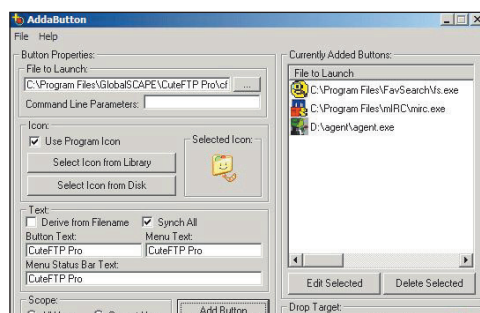 AddaButton
File Help
Button Properties:
File to Launch:
C:\Program Files\GlobalSCAPE\CuteFTP Pro\cf
...
Command Line Parameters:
Icon:
Use Program Icon
Selected Icon:
Select Icon from Library
Select Icon from Disk
Text:
Derive from Filename Synch All
Button Text: Menu Text:
CuteFTP Pro CuteFTP Pro
Menu Status Bar Text:
CuteFTP Pro
Scope:
Add Button
Currently Added Buttons:
File to Launch
C:\Program Files\FavSearch\fs.exe
C:\Program Files\mIRC\mirc.exe
D:\agent\agent.exe
Edit Selected Delete Selected
Drop Target: